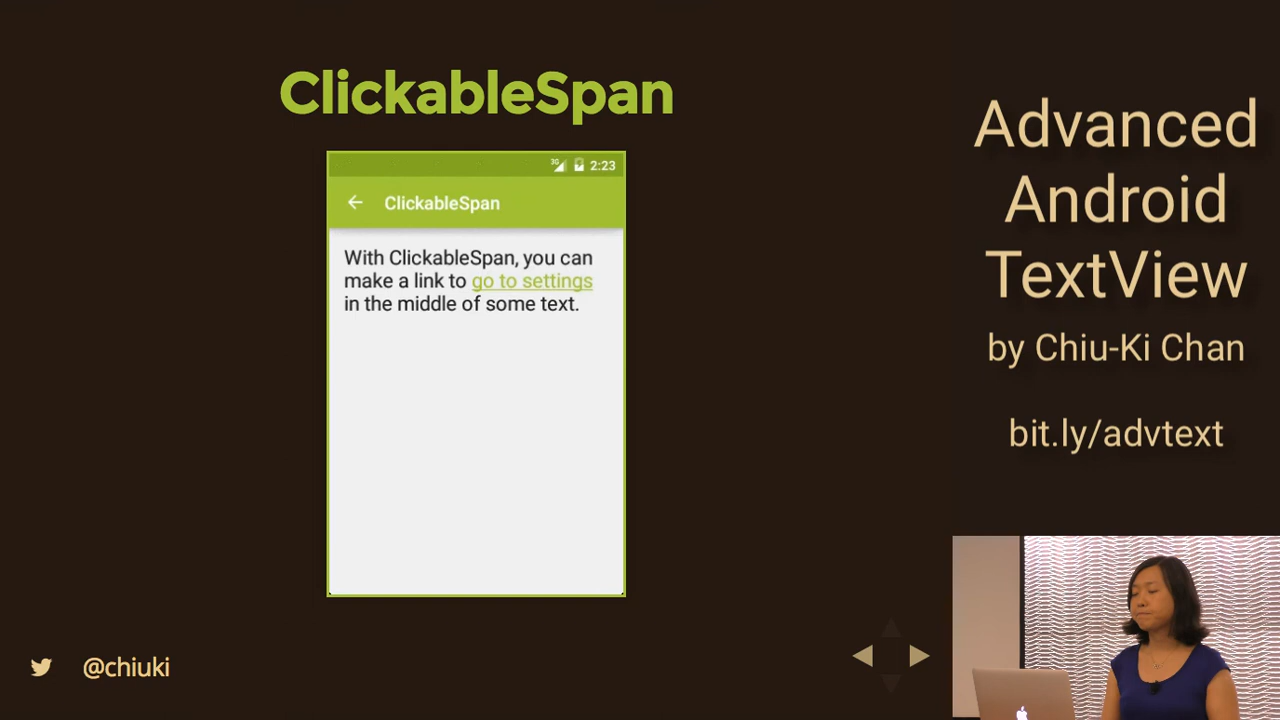 ClickableSpan
3G 2:23
ClickableSpan
With ClickableSpan, you can
make a link to go to settings
in the middle of some text.
@chiuki
Advanced
Android
TextView
by Chiu-Ki Chan
bit.ly/advtext